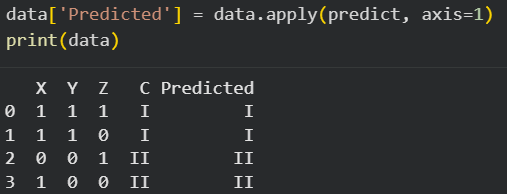 data['Predicted'] = data.apply(predict, axis=1)
print(data)
X Y Z C Predicted
0 1 1 1 I I
1 1 1 0 I I
2 0 0 1 II II
3 1 0 0 II II